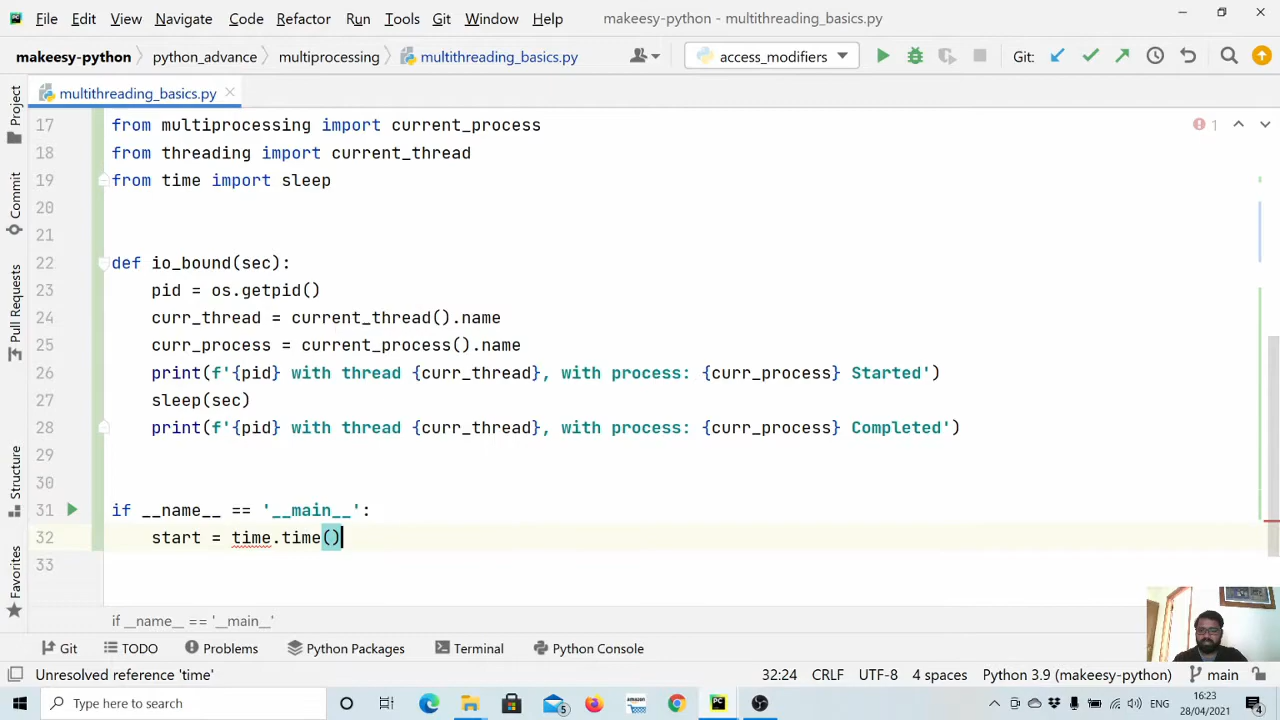 File Edit View Navigate Code Refactor Run Tools Git Window Help makeesy-python - multithreading_basics.py
makeesy-python python_advance multiprocessing multithreading_basics.py access_modifiers Git:
multithreading_basics.py
Project
Commit
Pull Requests
Structure
Favorites
17 from multiprocessing import current_process
1
18 from threading import current_thread
19 from time import sleep
20
21
22 def io_bound(sec):
23 pid = os.getpid()
24 curr_thread = current_thread().name
25 curr_process = current_process().name
26 print(f'{pid} with thread {curr_thread}, with process: {curr_process} Started')
27 sleep(sec)
28 print(f'{pid} with thread {curr_thread}, with process: {curr_process} Completed')
29
30
31 if __name__ == '__main__':
32 start = time.time()
33
if __name__ == '__main__'
Git TODO Problems Python Packages Terminal Python Console
Unresolved reference 'time' 32:24 CRLF UTF-8 4 spaces Python 3.9 (makeesy-python) main
Type here to search amazon 5 PC ENG 16:23
28/04/2021 4